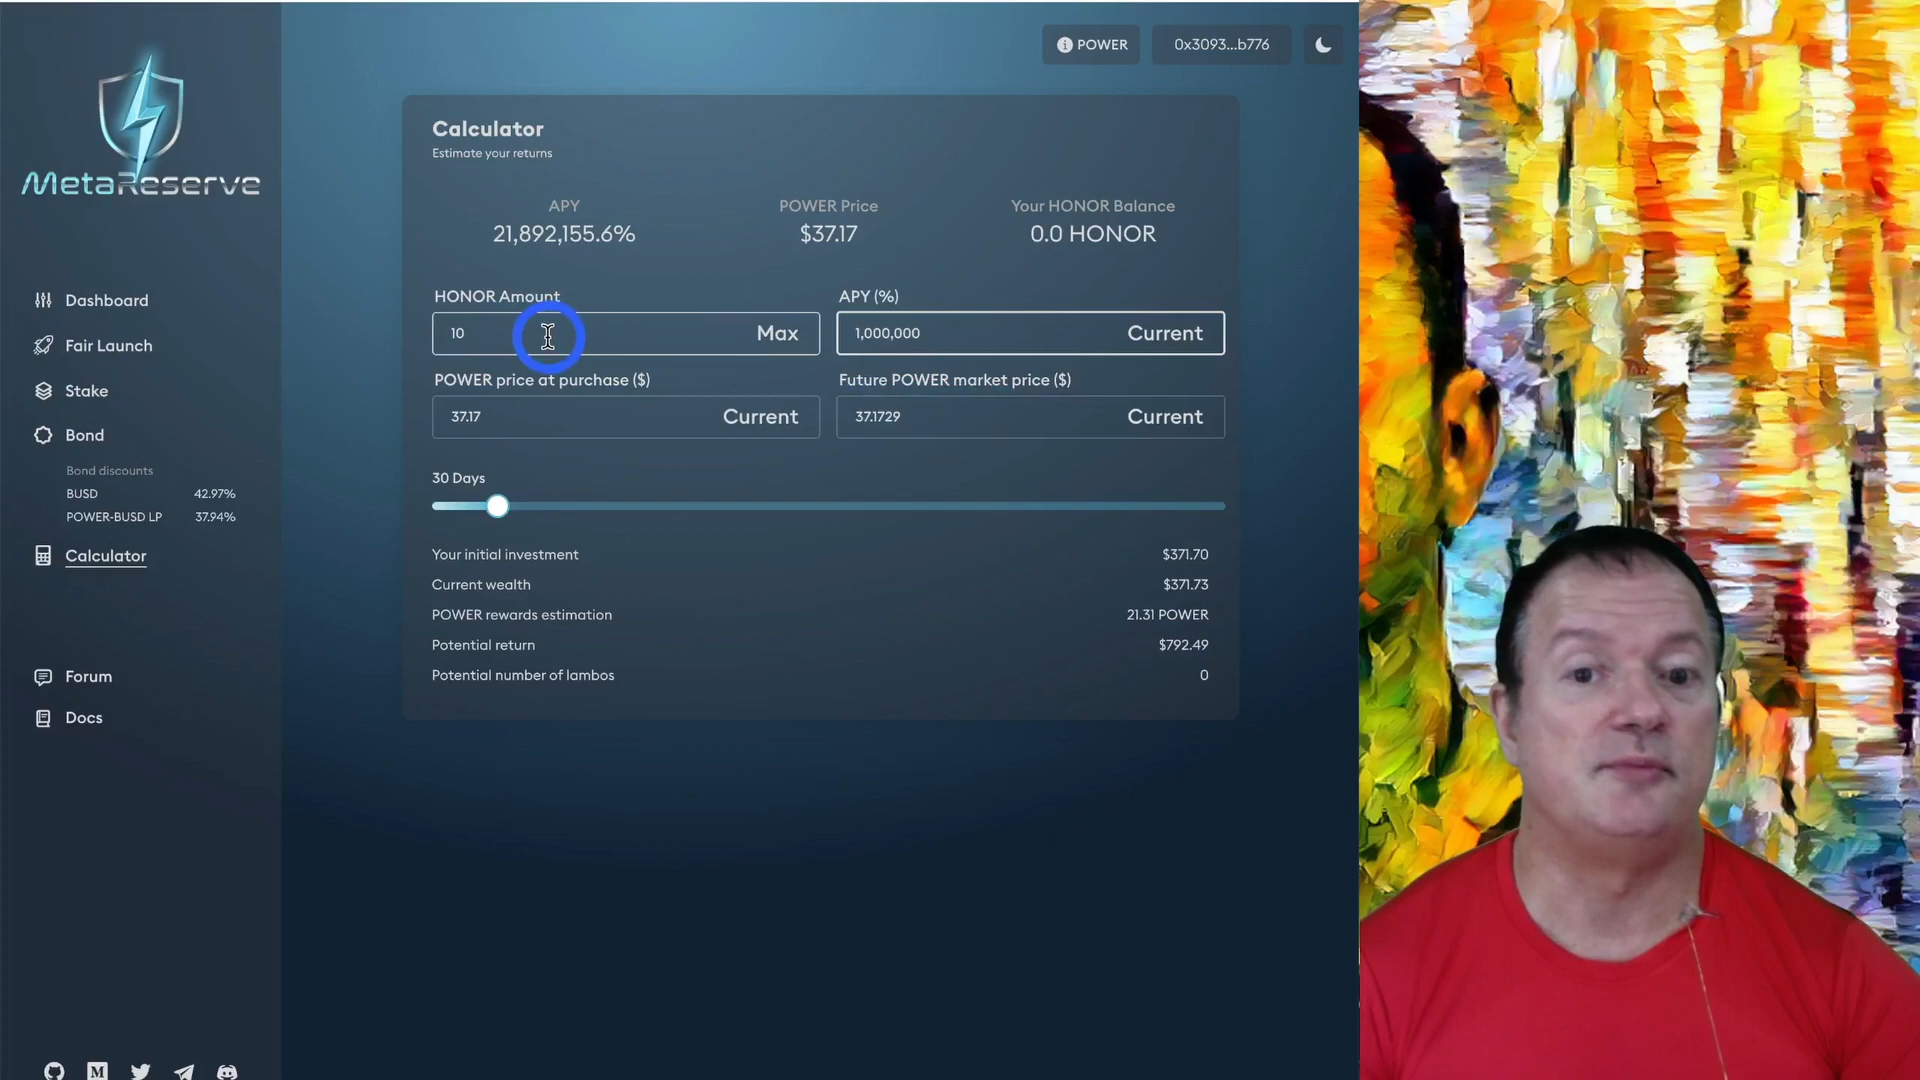 MetaReserve
Dashboard
Fair Launch
Stake
Bond
Bond discounts
BUSD 42.97%
POWER-BUSD LP 37.94%
Calculator
Forum
Docs
POWER
0x3093...b776
Calculator
Estimate your returns
APY POWER Price Your HONOR Balance
21,892,155.6% $37.17 0.0 HONOR
HONOR Amount APY (%)
10 Max 1,000,000 Current
POWER price at purchase ($) Future POWER market price ($)
37.17 Current 37.1729 Current
30 Days
Your initial investment $371.70
Current wealth $371.73
POWER rewards estimation 21.31 POWER
Potential return $792.49
Potential number of lambos 0